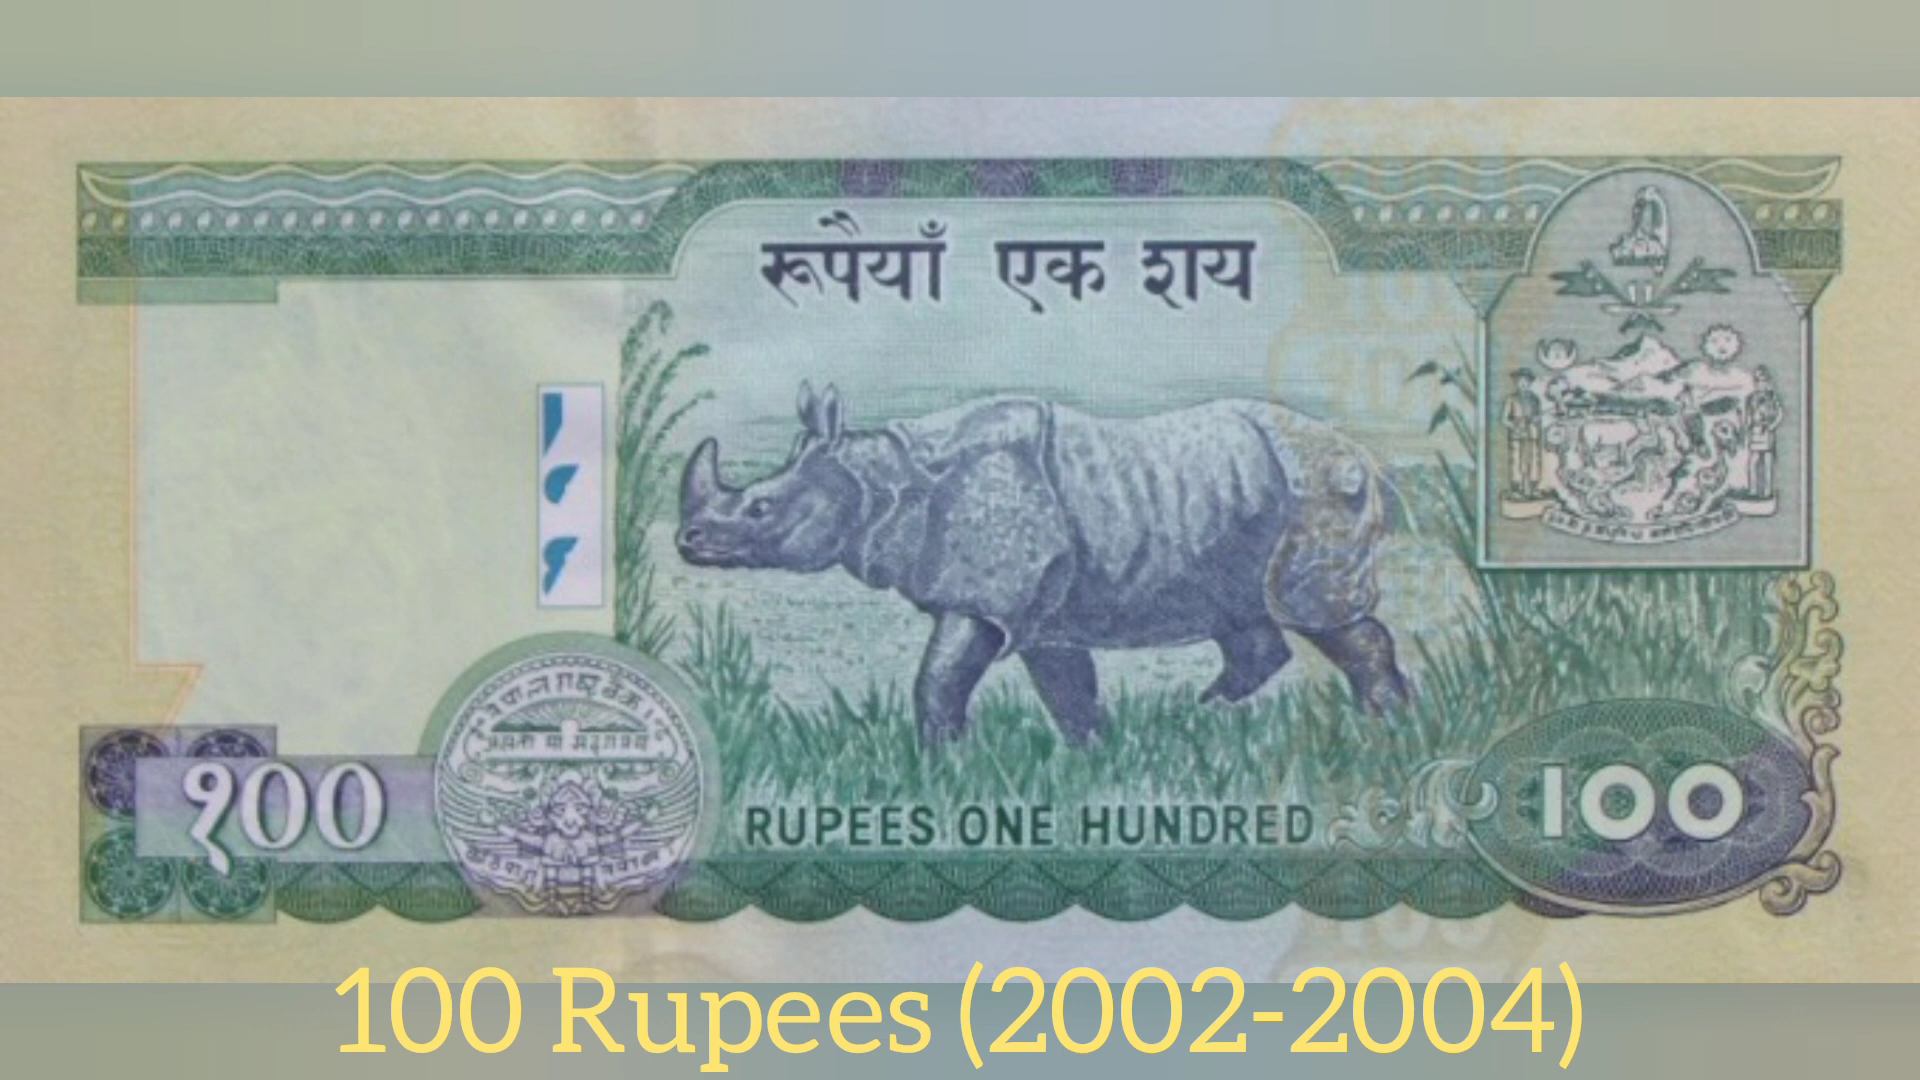 रूपैयाँ एक शय
१००
RUPEES ONE HUNDRED
100
100 Rupees (2002-2004)